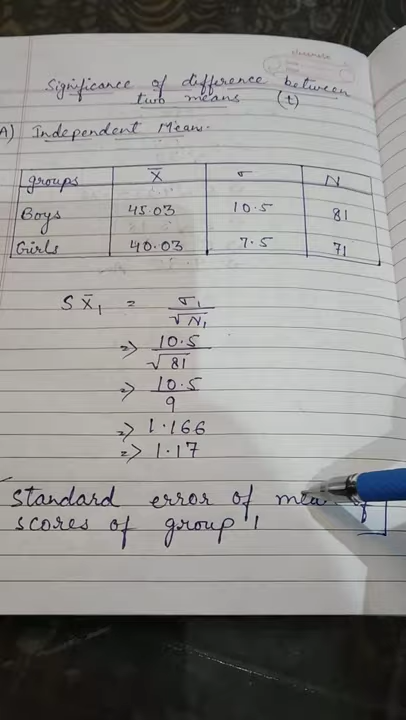 Significance of difference between
two means (t)
A) Independent Mean.
groups X̄ σ N
Boys 45.03 10.5 81
Girls 40.03 7.5 71
S X̄₁ = σ₁ / √N₁
=> 10.5 / √81
=> 10.5 / 9
=> 1.166
=> 1.17
Standard error of mean of
scores of group 1